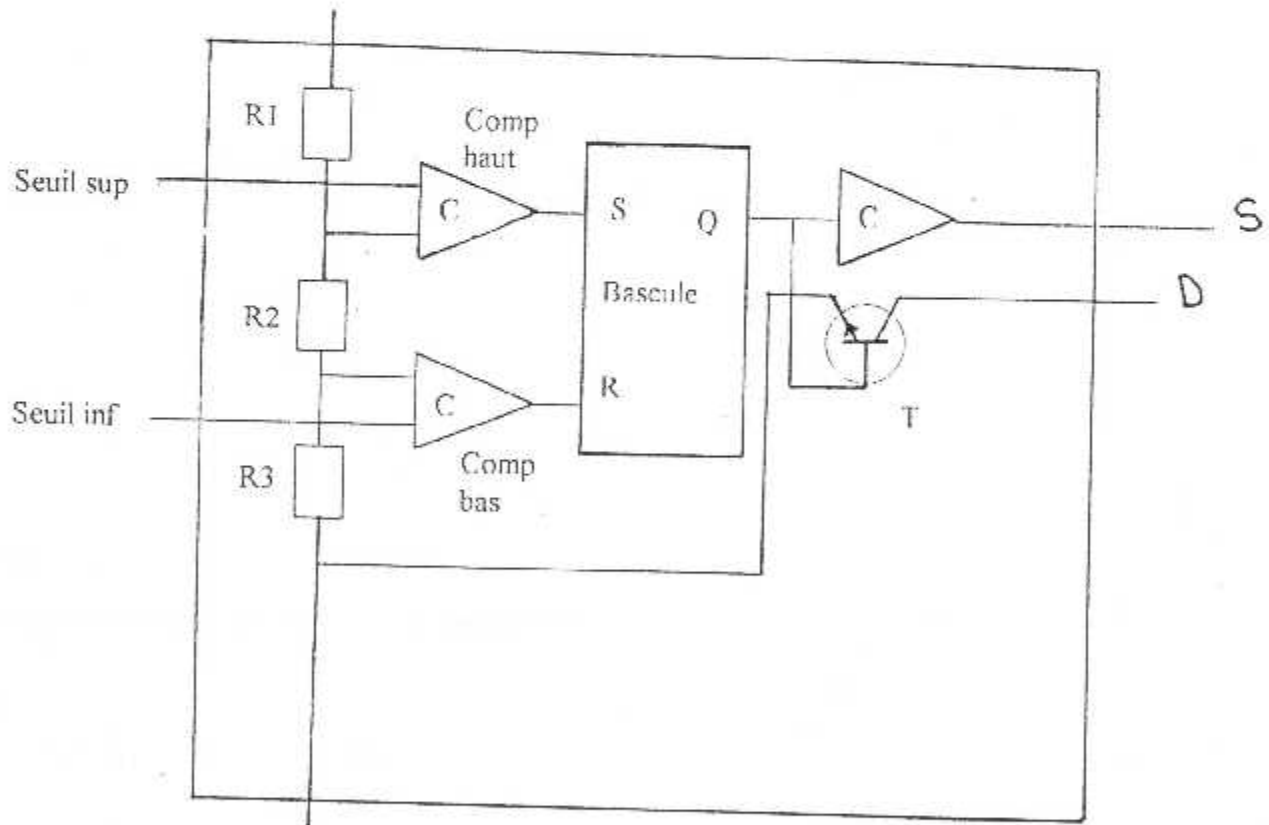 R1
Comp
haut
Seuil sup
C
S
Q
C
S
Bascule
D
R2
R
C
Seuil inf
T
R3
Comp
bas